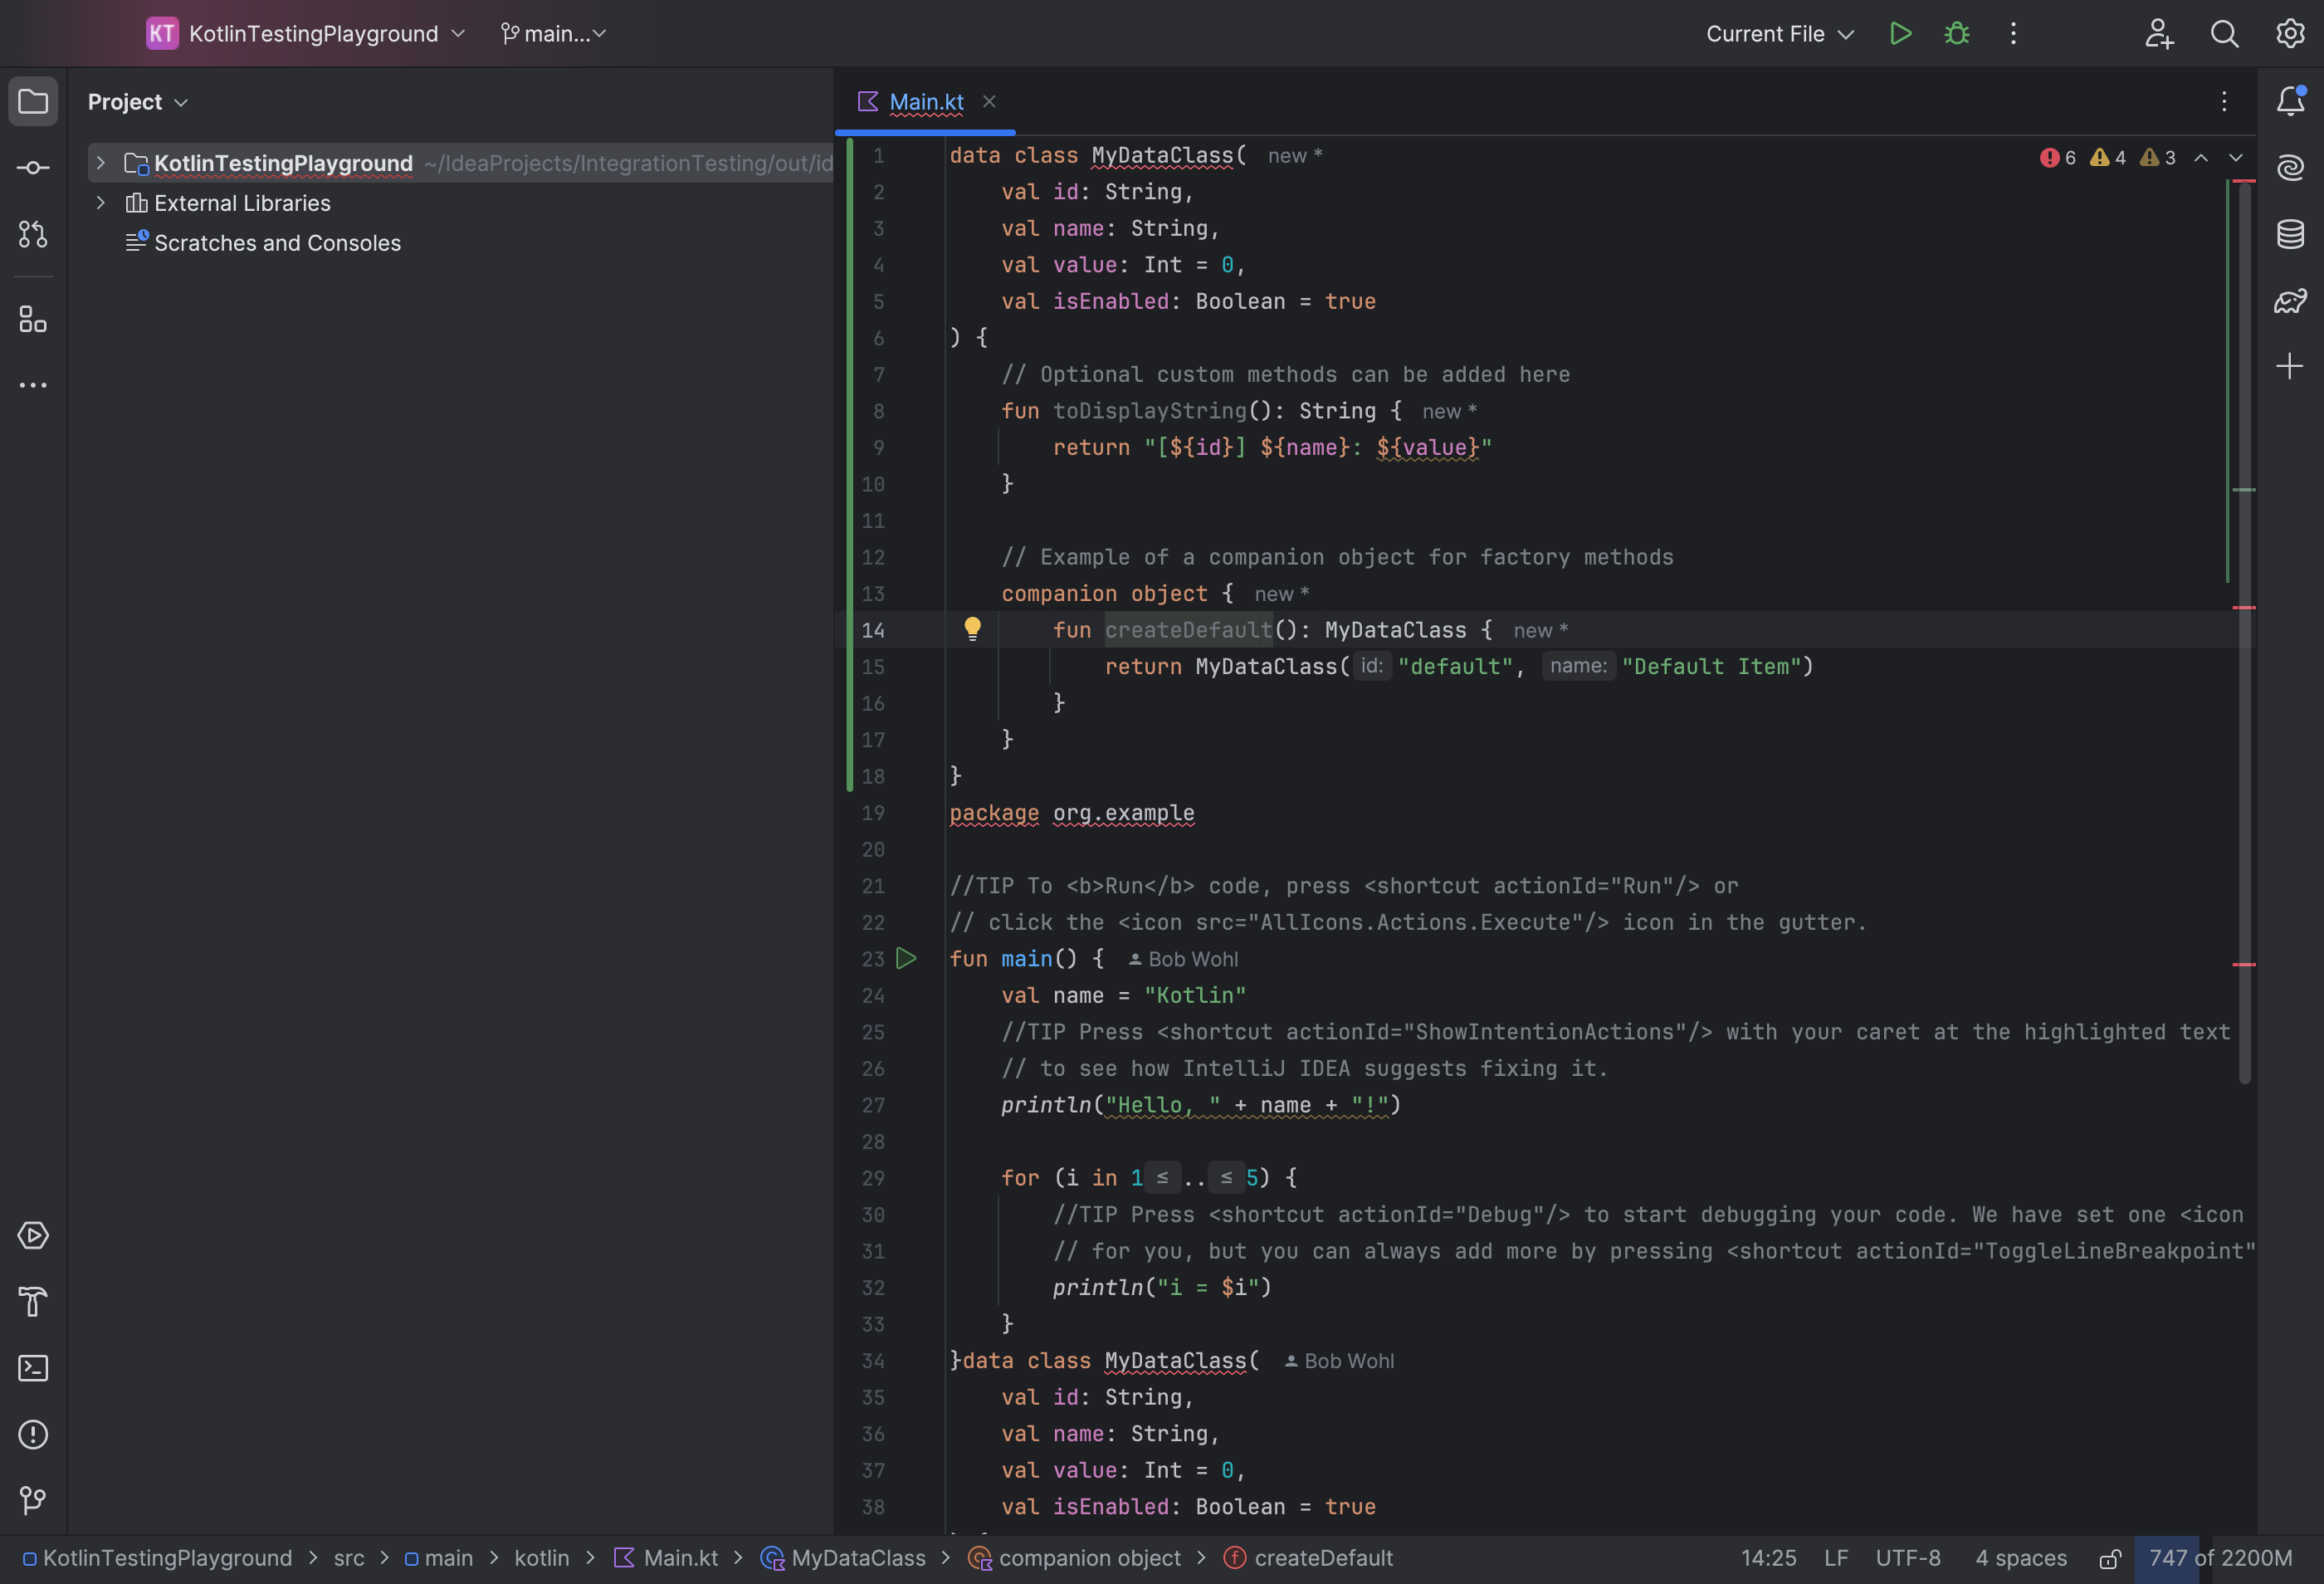 KT KotlinTestingPlayground main...
Current File
Project
KotlinTestingPlayground ~/IdeaProjects/IntegrationTesting/out/id
External Libraries
Scratches and Consoles
Main.kt
6 4 3
1 data class MyDataClass( new *
2 val id: String,
3 val name: String,
4 val value: Int = 0,
5 val isEnabled: Boolean = true
6 ) {
7 // Optional custom methods can be added here
8 fun toDisplayString(): String { new *
9 return "[${id}] ${name}: ${value}"
10 }
11
12 // Example of a companion object for factory methods
13 companion object { new *
14 fun createDefault(): MyDataClass { new *
15 return MyDataClass( id: "default", name: "Default Item")
16 }
17 }
18 }
19 package org.example
20
21 //TIP To <b>Run</b> code, press <shortcut actionId="Run"/> or
22 // click the <icon src="AllIcons.Actions.Execute"/> icon in the gutter.
23 fun main() { Bob Wohl
24 val name = "Kotlin"
25 //TIP Press <shortcut actionId="ShowIntentionActions"/> with your caret at the highlighted text
26 // to see how IntelliJ IDEA suggests fixing it.
27 println("Hello, " + name + "!")
28
29 for (i in 1 ≤ .. ≤ 5) {
30 //TIP Press <shortcut actionId="Debug"/> to start debugging your code. We have set one <icon
31 // for you, but you can always add more by pressing <shortcut actionId="ToggleLineBreakpoint"
32 println("i = $i")
33 }
34 }data class MyDataClass( Bob Wohl
35 val id: String,
36 val name: String,
37 val value: Int = 0,
38 val isEnabled: Boolean = true
KotlinTestingPlayground > src > main > kotlin > Main.kt > MyDataClass > companion object > createDefault
14:25 LF UTF-8 4 spaces 747 of 2200M